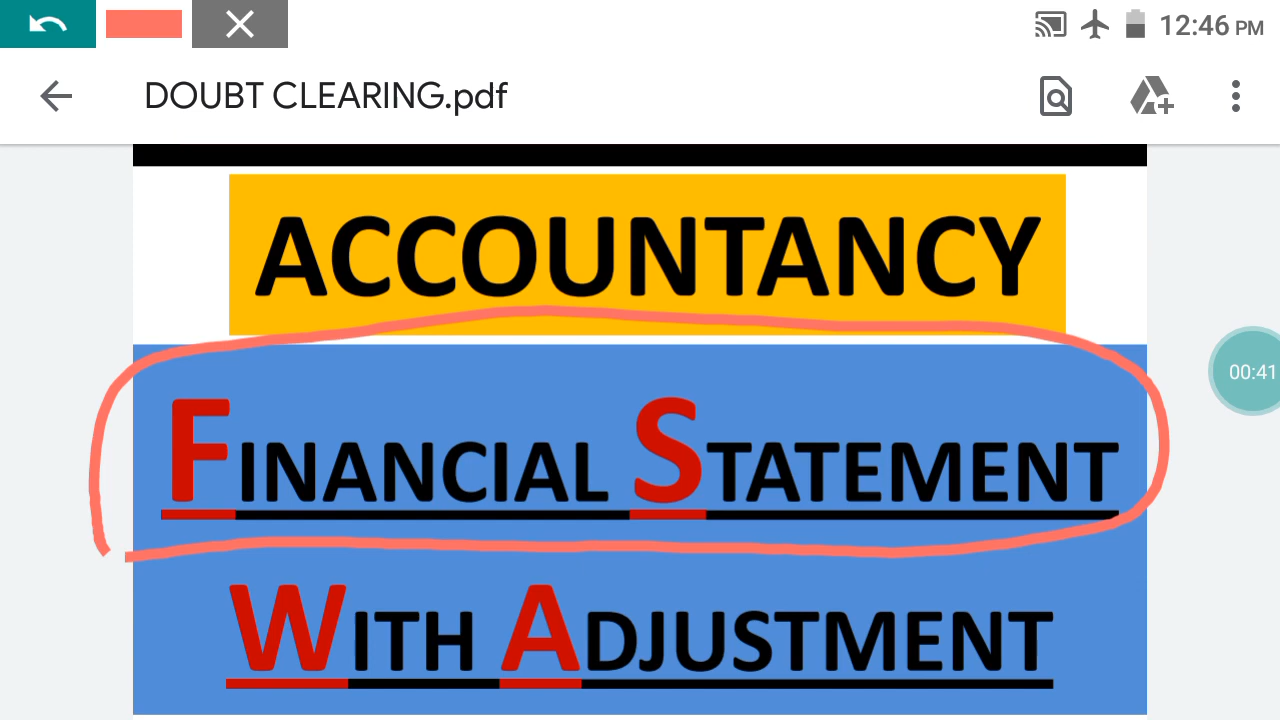 12:46 PM
DOUBT CLEARING.pdf
ACCOUNTANCY
FINANCIAL STATEMENT
00:41
WITH ADJUSTMENT